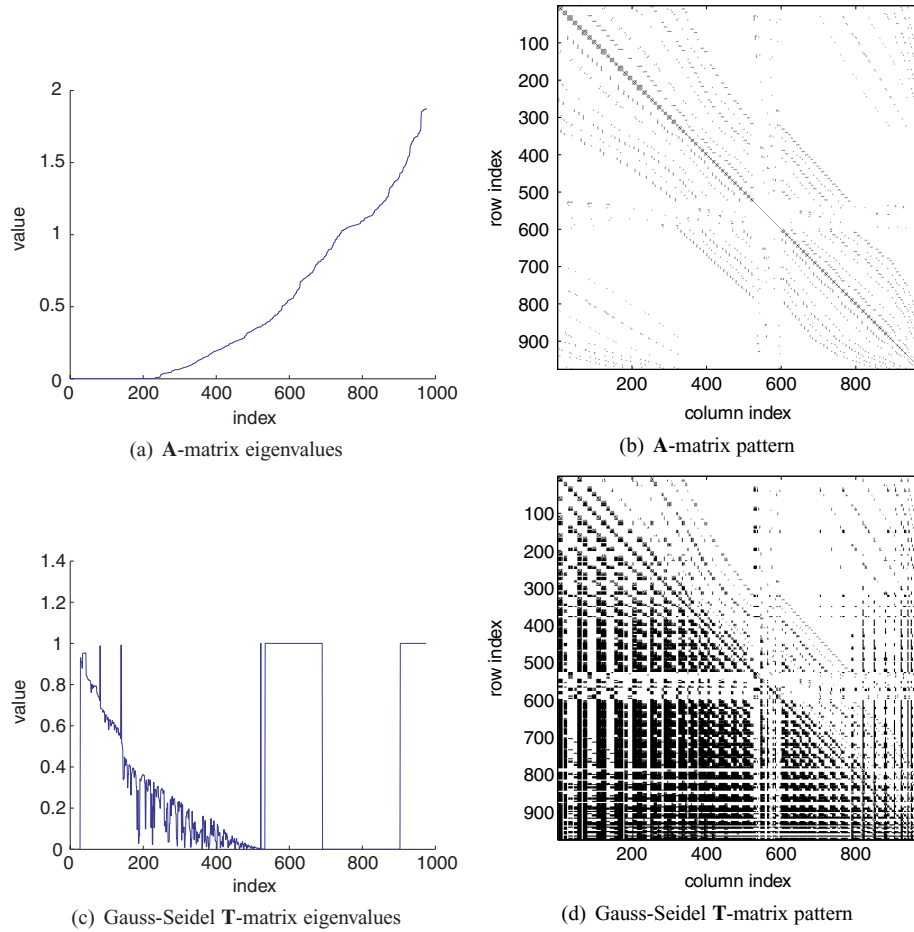 2
1.5
1
0.5
0
value
0 200 400 600 800 1000
index
(a) A-matrix eigenvalues
100
200
300
400
500
600
700
800
900
row index
200 400 600 800
column index
(b) A-matrix pattern
1.4
1.2
1
0.8
0.6
0.4
0.2
0
value
0 200 400 600 800 1000
index
(c) Gauss-Seidel T-matrix eigenvalues
100
200
300
400
500
600
700
800
900
row index
200 400 600 800
column index
(d) Gauss-Seidel T-matrix pattern